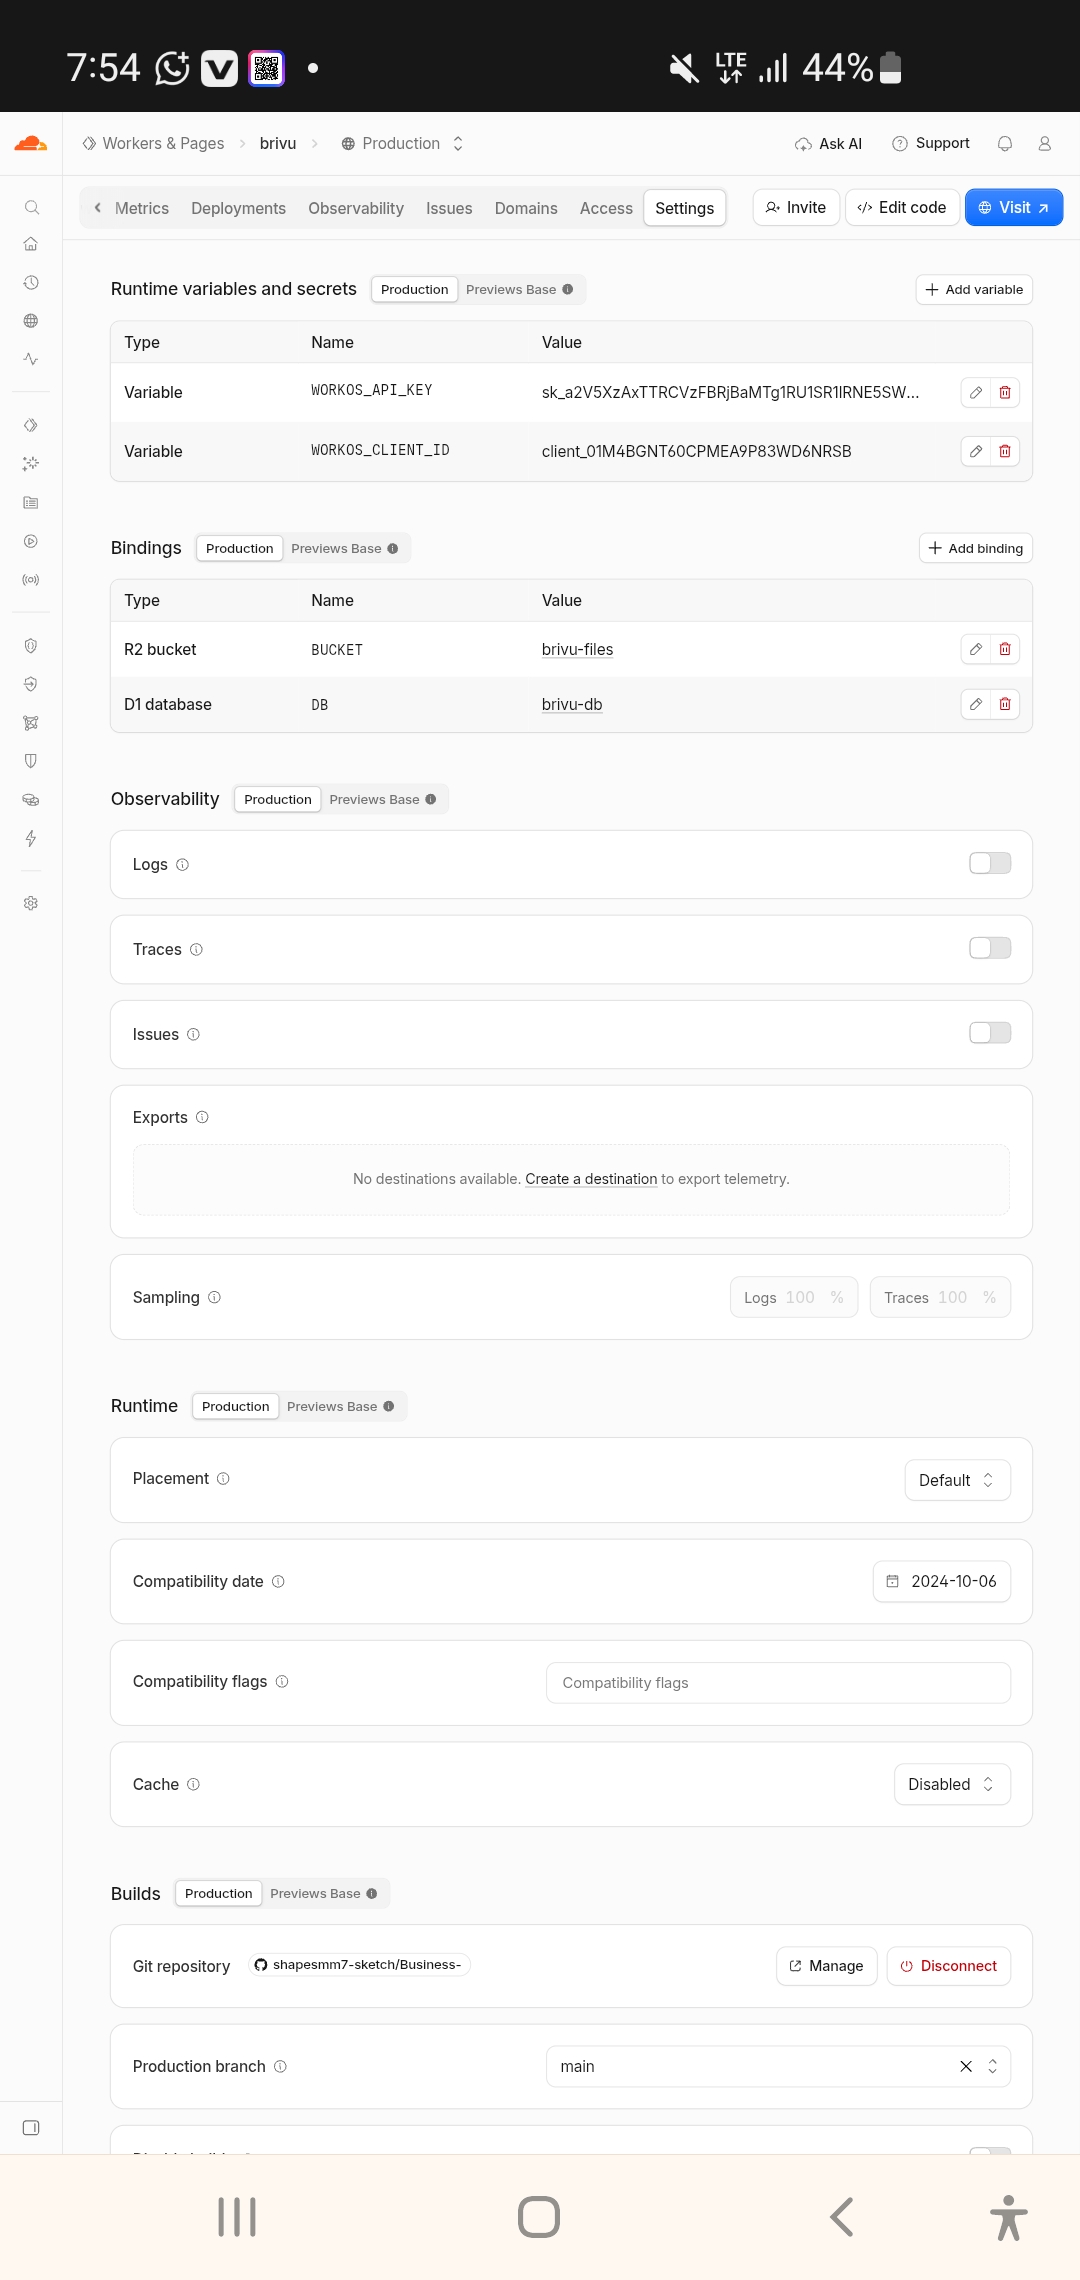 7:54 LTE 44%
Workers & Pages > brivu > Production Ask AI Support
Metrics Deployments Observability Issues Domains Access Settings Invite Edit code Visit
Runtime variables and secrets Production Previews Base Add variable
Type Name Value
Variable WORKOS_API_KEY sk_a2V5XzAxTTRCVzFBRjBaMTg1RU1SR1lRNE5SW...
Variable WORKOS_CLIENT_ID client_01M4BGNT60CPMEA9P83WD6NRSB
Bindings Production Previews Base Add binding
Type Name Value
R2 bucket BUCKET brivu-files
D1 database DB brivu-db
Observability Production Previews Base
Logs
Traces
Issues
Exports
No destinations available. Create a destination to export telemetry.
Sampling Logs 100 % Traces 100 %
Runtime Production Previews Base
Placement Default
Compatibility date 2024-10-06
Compatibility flags Compatibility flags
Cache Disabled
Builds Production Previews Base
Git repository shapesmm7-sketch/Business- Manage Disconnect
Production branch main